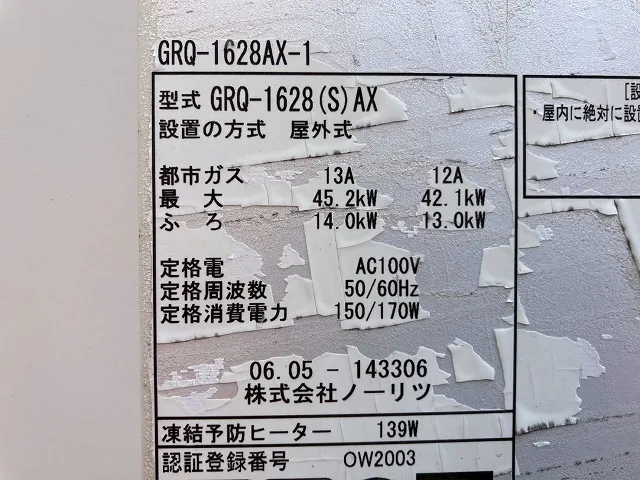 GRQ-1628AX-1
型式 GRQ-1628(S)AX
設置の方式 屋外式
都市ガス 13A 12A
最 大 45.2kW 42.1kW
ふ ろ 14.0kW 13.0kW
定格電 AC100V
定格周波数 50/60Hz
定格消費電力 150/170W
06.05 - 143306
株式会社ノーリツ
凍結予防ヒーター 139W
認証登録番号 OW2003
[設
・屋内に絶対に設置